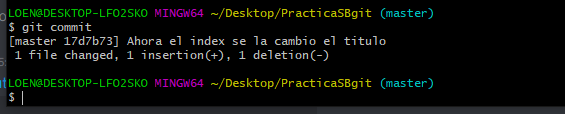 LOEN@DESKTOP-LFO2SKO MINGW64 ~/Desktop/PracticaSBgit (master)
$ git commit
[master 17d7b73] Ahora el index se la cambio el titulo
 1 file changed, 1 insertion(+), 1 deletion(-)
LOEN@DESKTOP-LFO2SKO MINGW64 ~/Desktop/PracticaSBgit (master)
$